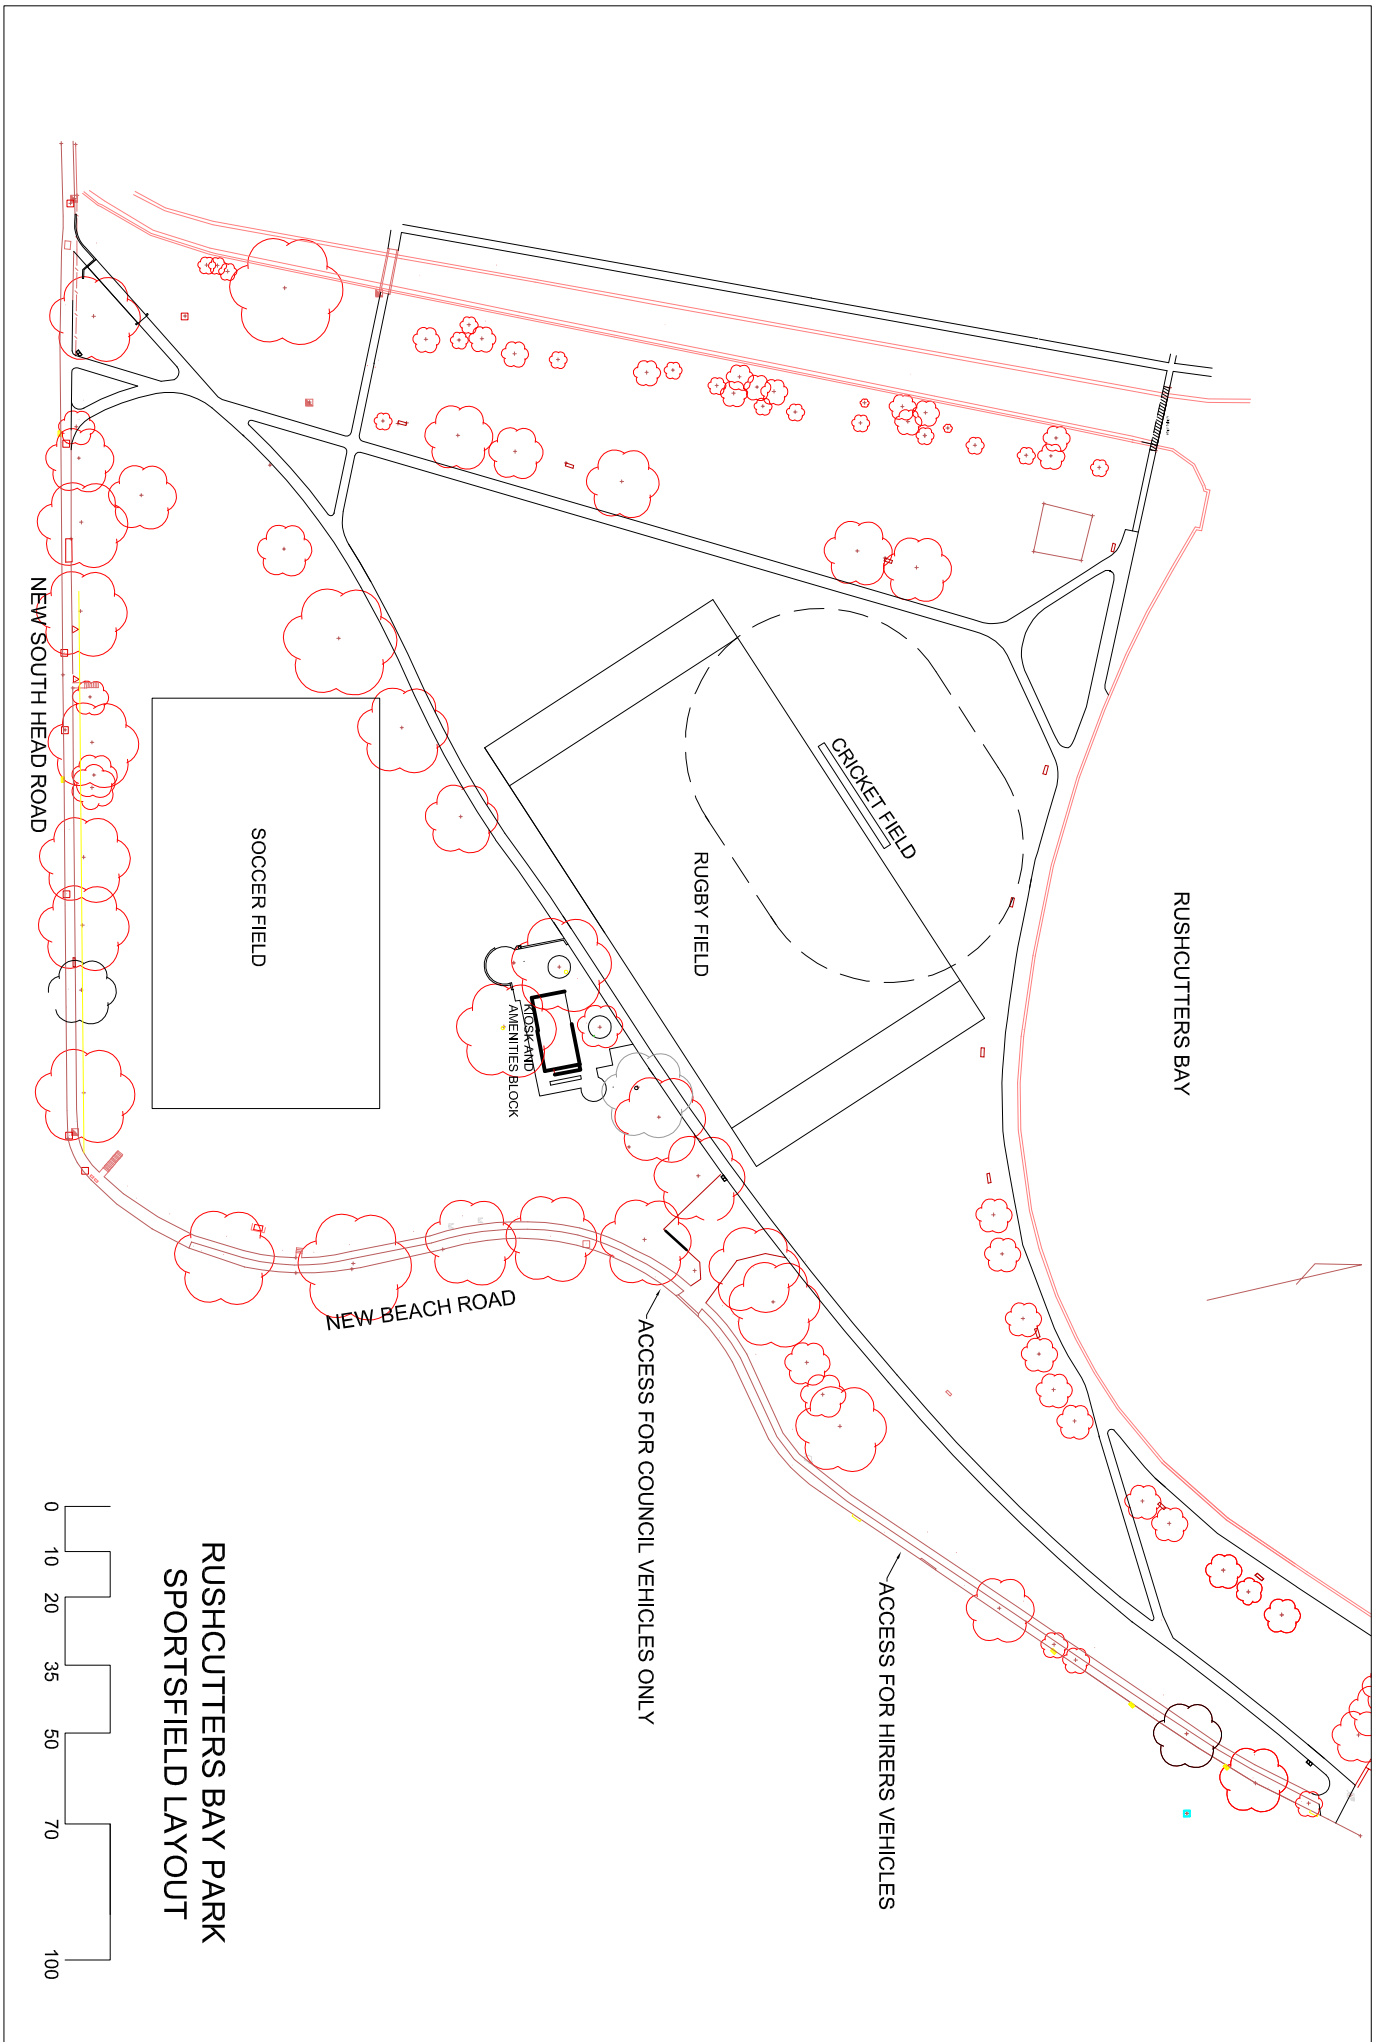 RUSHCUTTERS BAY
CRICKET FIELD
RUGBY FIELD
SOCCER FIELD
KIOSK AND
AMENITIES BLOCK
NEW SOUTH HEAD ROAD
NEW BEACH ROAD
ACCESS FOR COUNCIL VEHICLES ONLY
ACCESS FOR HIRERS VEHICLES
RUSHCUTTERS BAY PARK
SPORTSFIELD LAYOUT
0 10 20 35 50 70 100